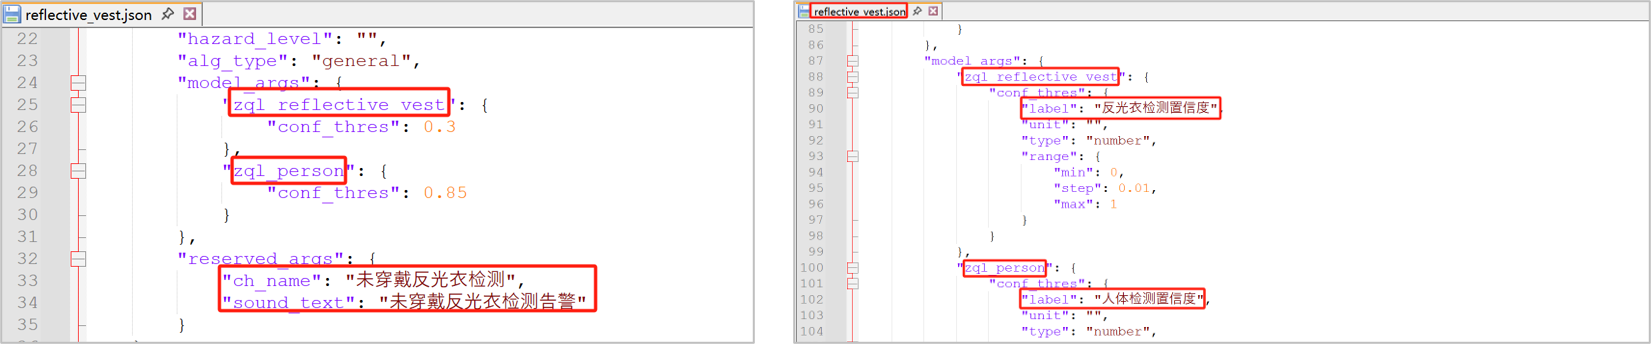 reflective_vest.json
22 "hazard_level": "",
23 "alg_type": "general",
24 "model_args": {
25 "zql_reflective_vest": {
26 "conf_thres": 0.3
27 },
28 "zql_person": {
29 "conf_thres": 0.85
30 }
31 },
32 "reserved_args": {
33 "ch_name": "未穿戴反光衣检测",
34 "sound_text": "未穿戴反光衣检测告警"
35 }
reflective_vest.json
85 }
86 },
87 "model_args": {
88 "zql_reflective_vest": {
89 "conf_thres": {
90 "label": "反光衣检测置信度",
91 "unit": "",
92 "type": "number",
93 "range": {
94 "min": 0,
95 "step": 0.01,
96 "max": 1
97 }
98 }
99 },
100 "zql_person": {
101 "conf_thres": {
102 "label": "人体检测置信度",
103 "unit": "",
104 "type": "number",